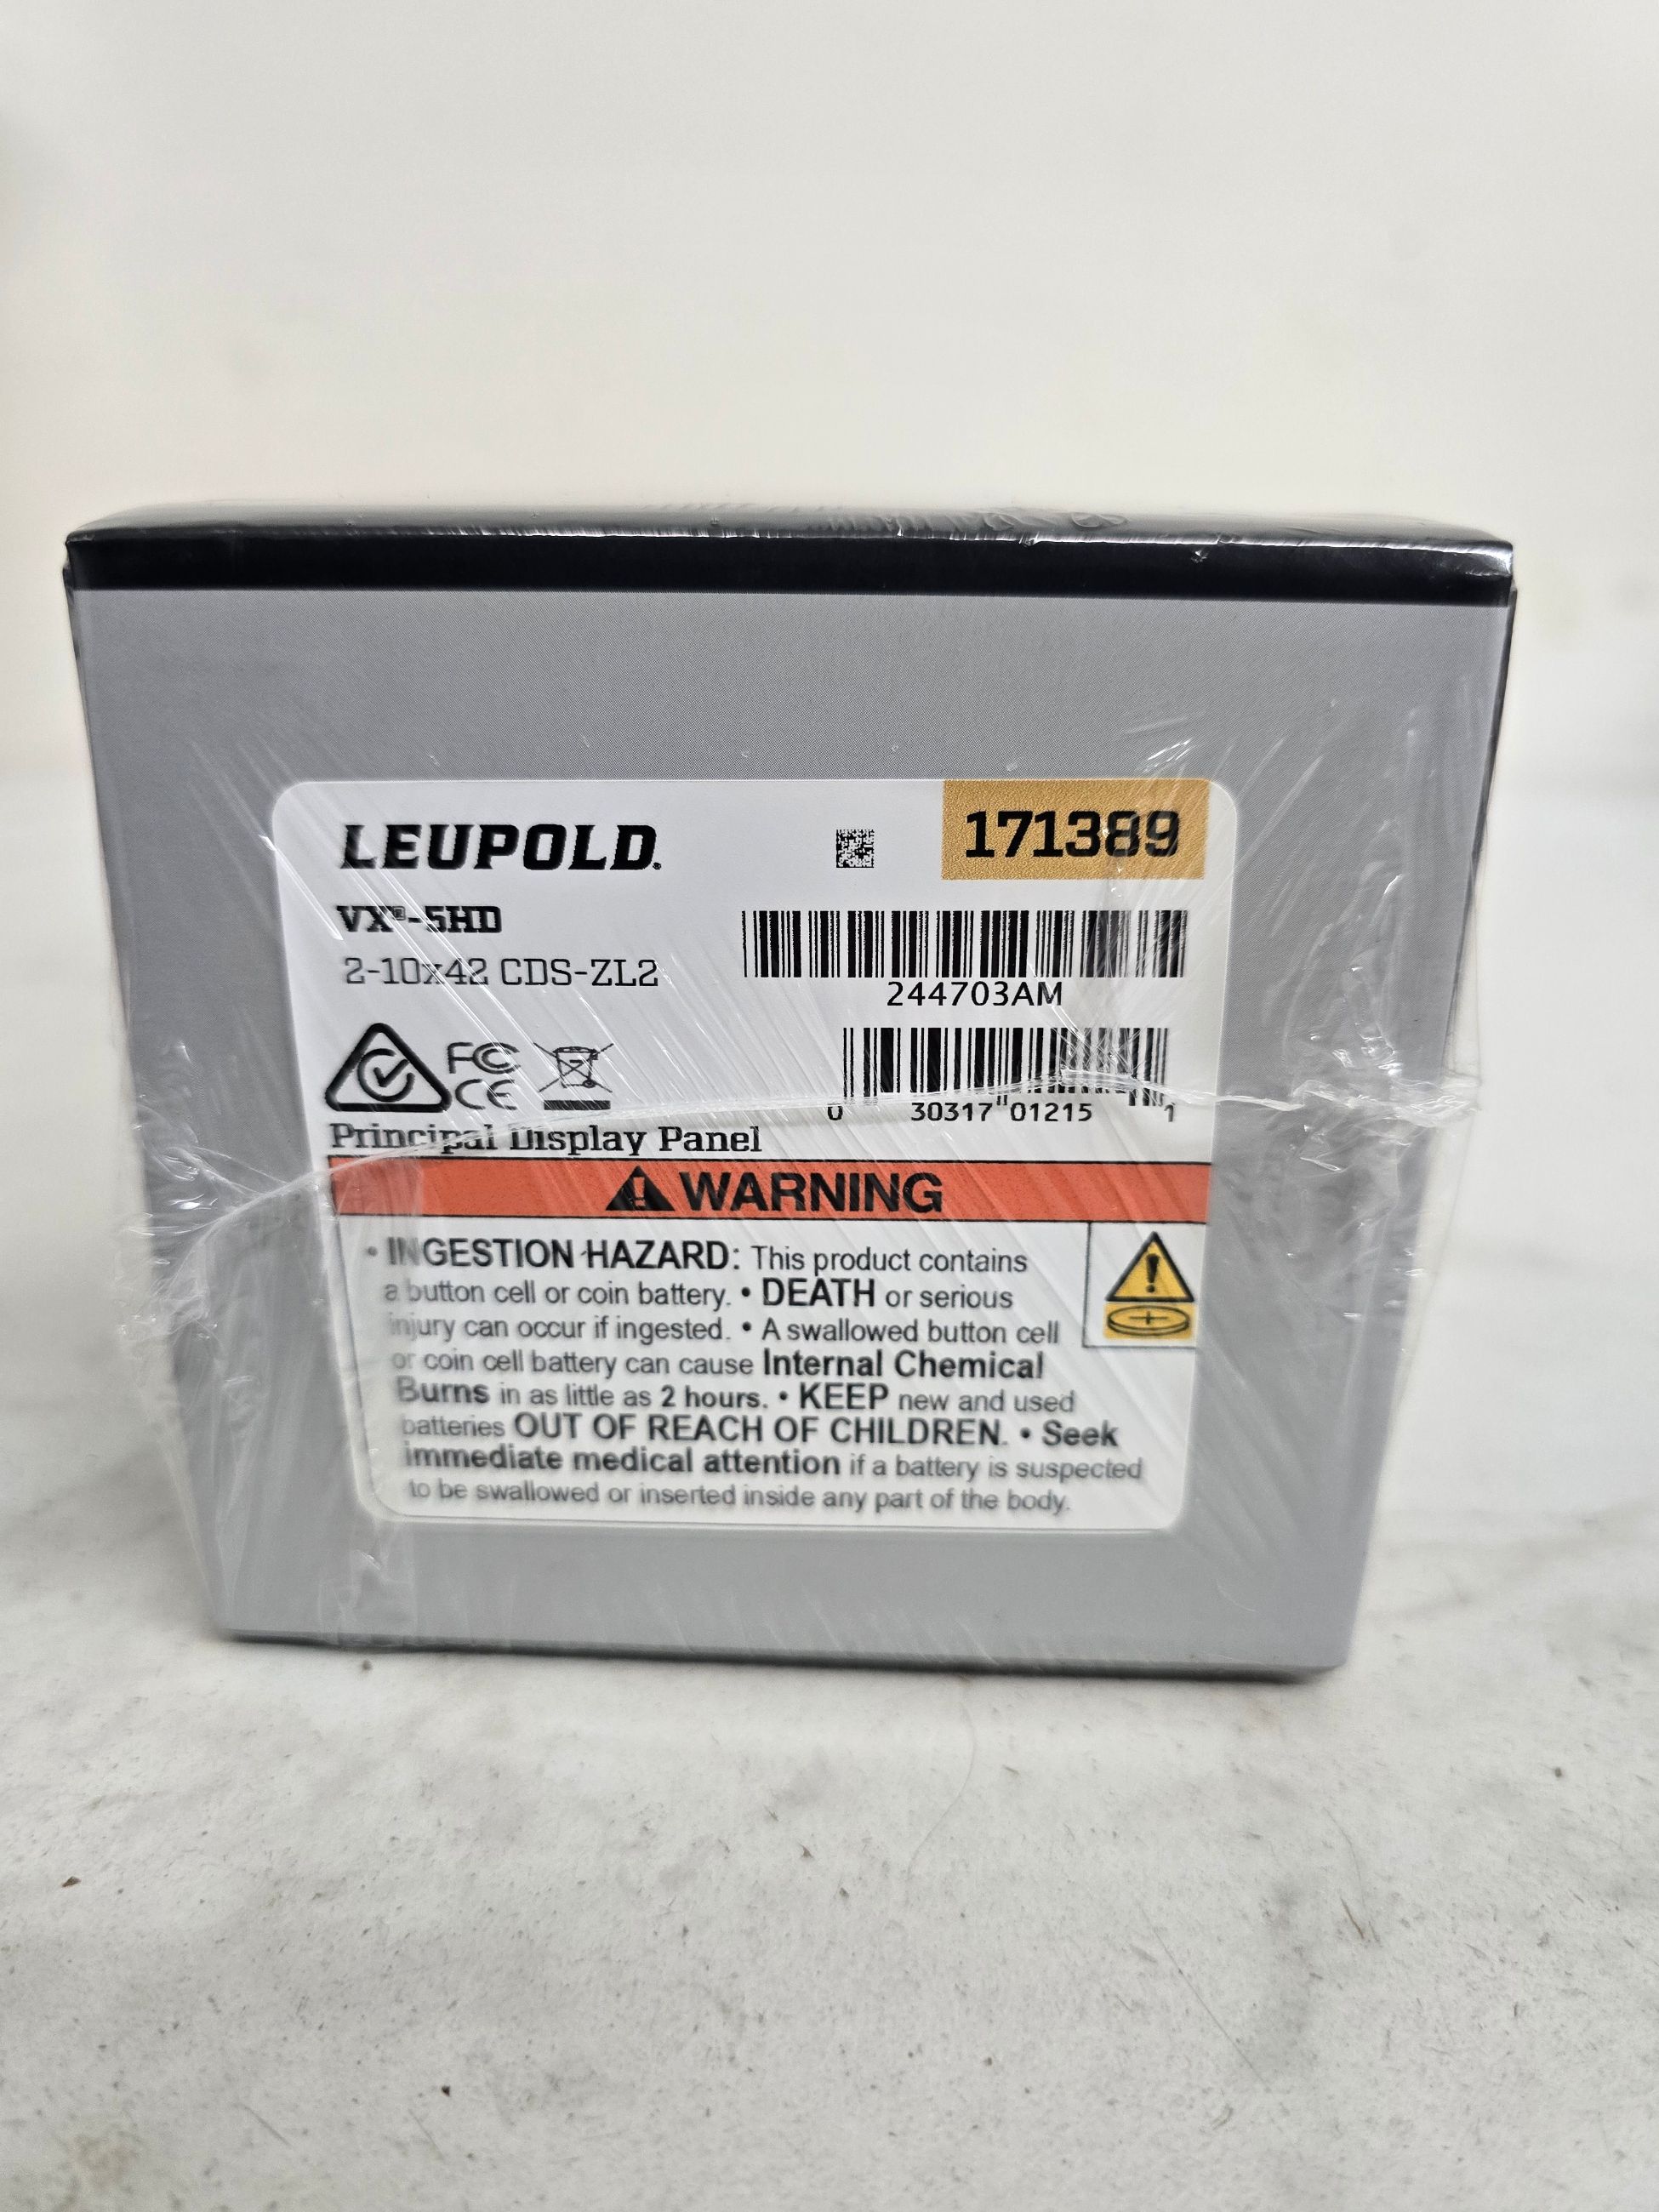 LEUPOLD®
171389
VX®-5HD
2-10x42 CDS-ZL2
244703AM
FC
CE
0 30317 01215 1
Principal Display Panel
WARNING
• INGESTION HAZARD: This product contains
a button cell or coin battery. • DEATH or serious
injury can occur if ingested. • A swallowed button cell
or coin cell battery can cause Internal Chemical
Burns in as little as 2 hours. • KEEP new and used
batteries OUT OF REACH OF CHILDREN. • Seek
immediate medical attention if a battery is suspected
to be swallowed or inserted inside any part of the body.